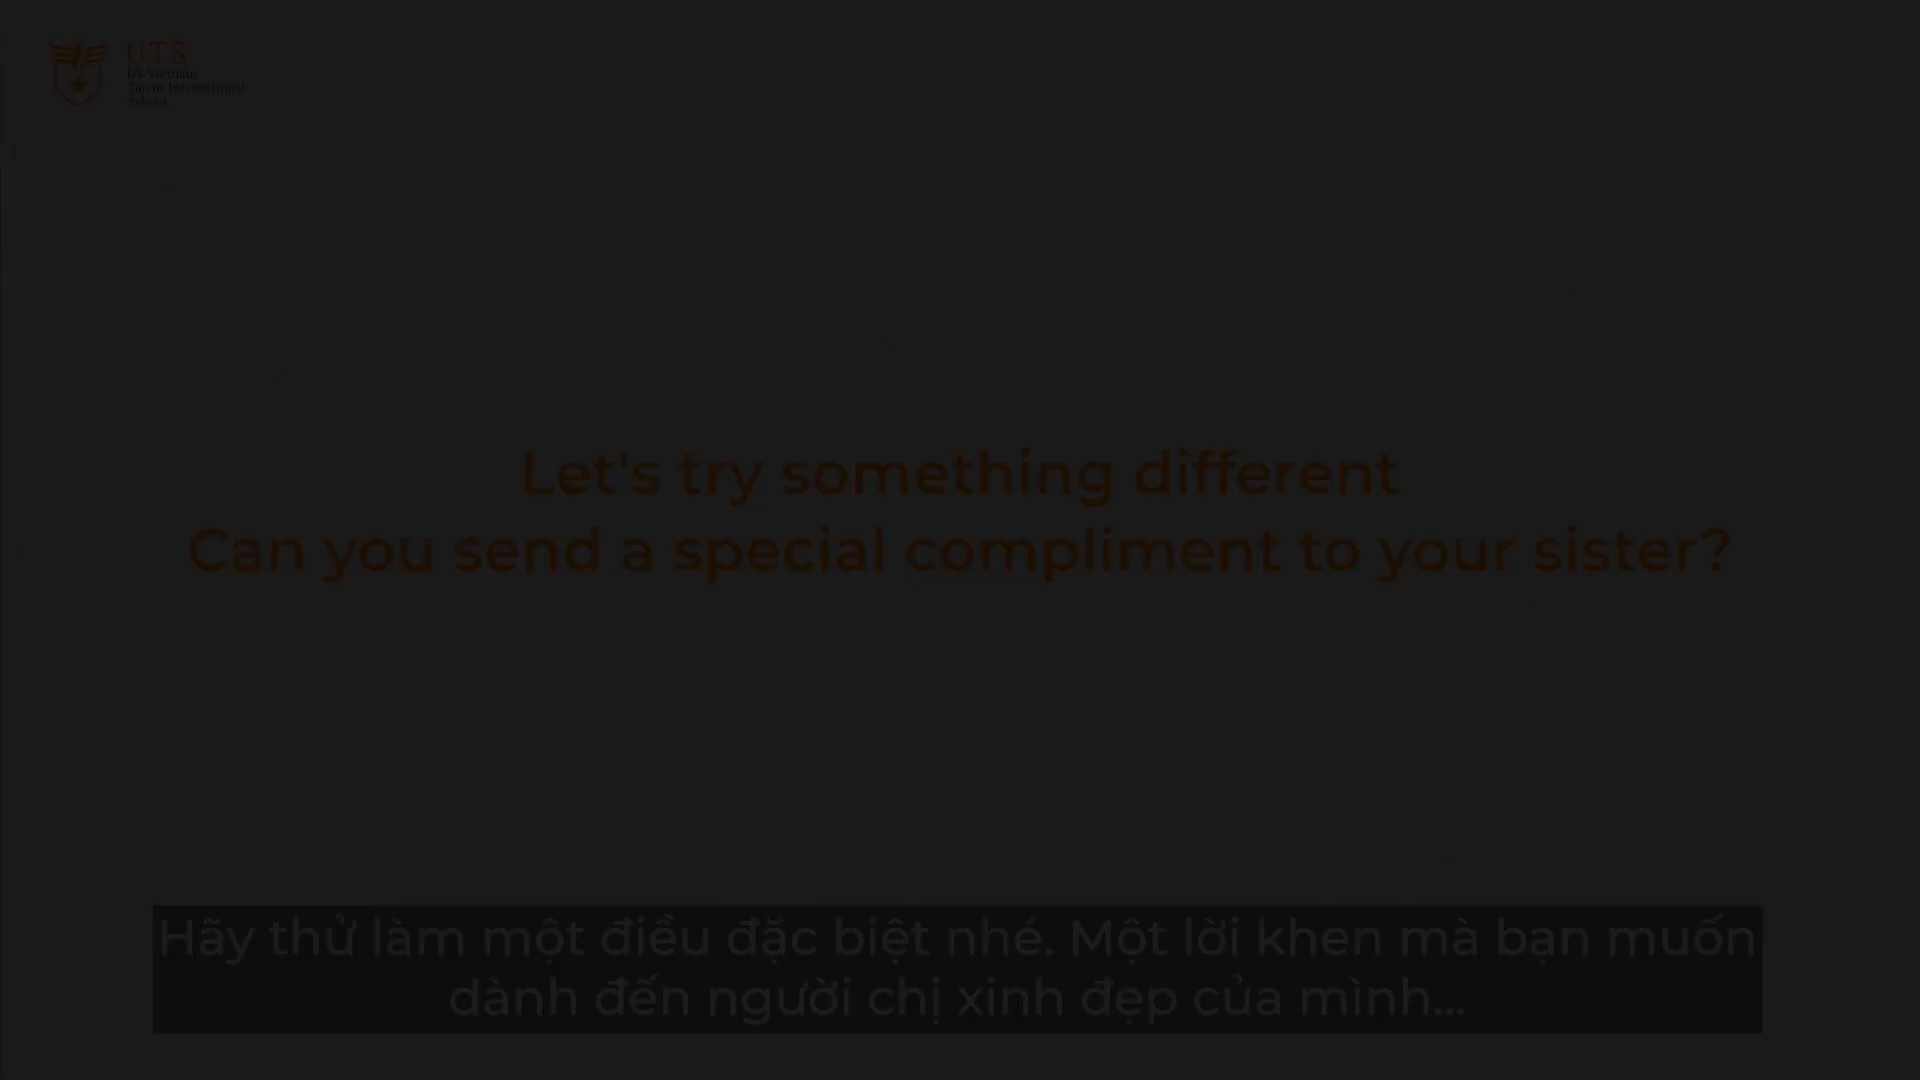 UTS
US Vietnam
Talent International
School
Let's try something different
Can you send a special compliment to your sister?
Hãy thử làm một điều đặc biệt nhé. Một lời khen mà bạn muốn
dành đến người chị xinh đẹp của mình...